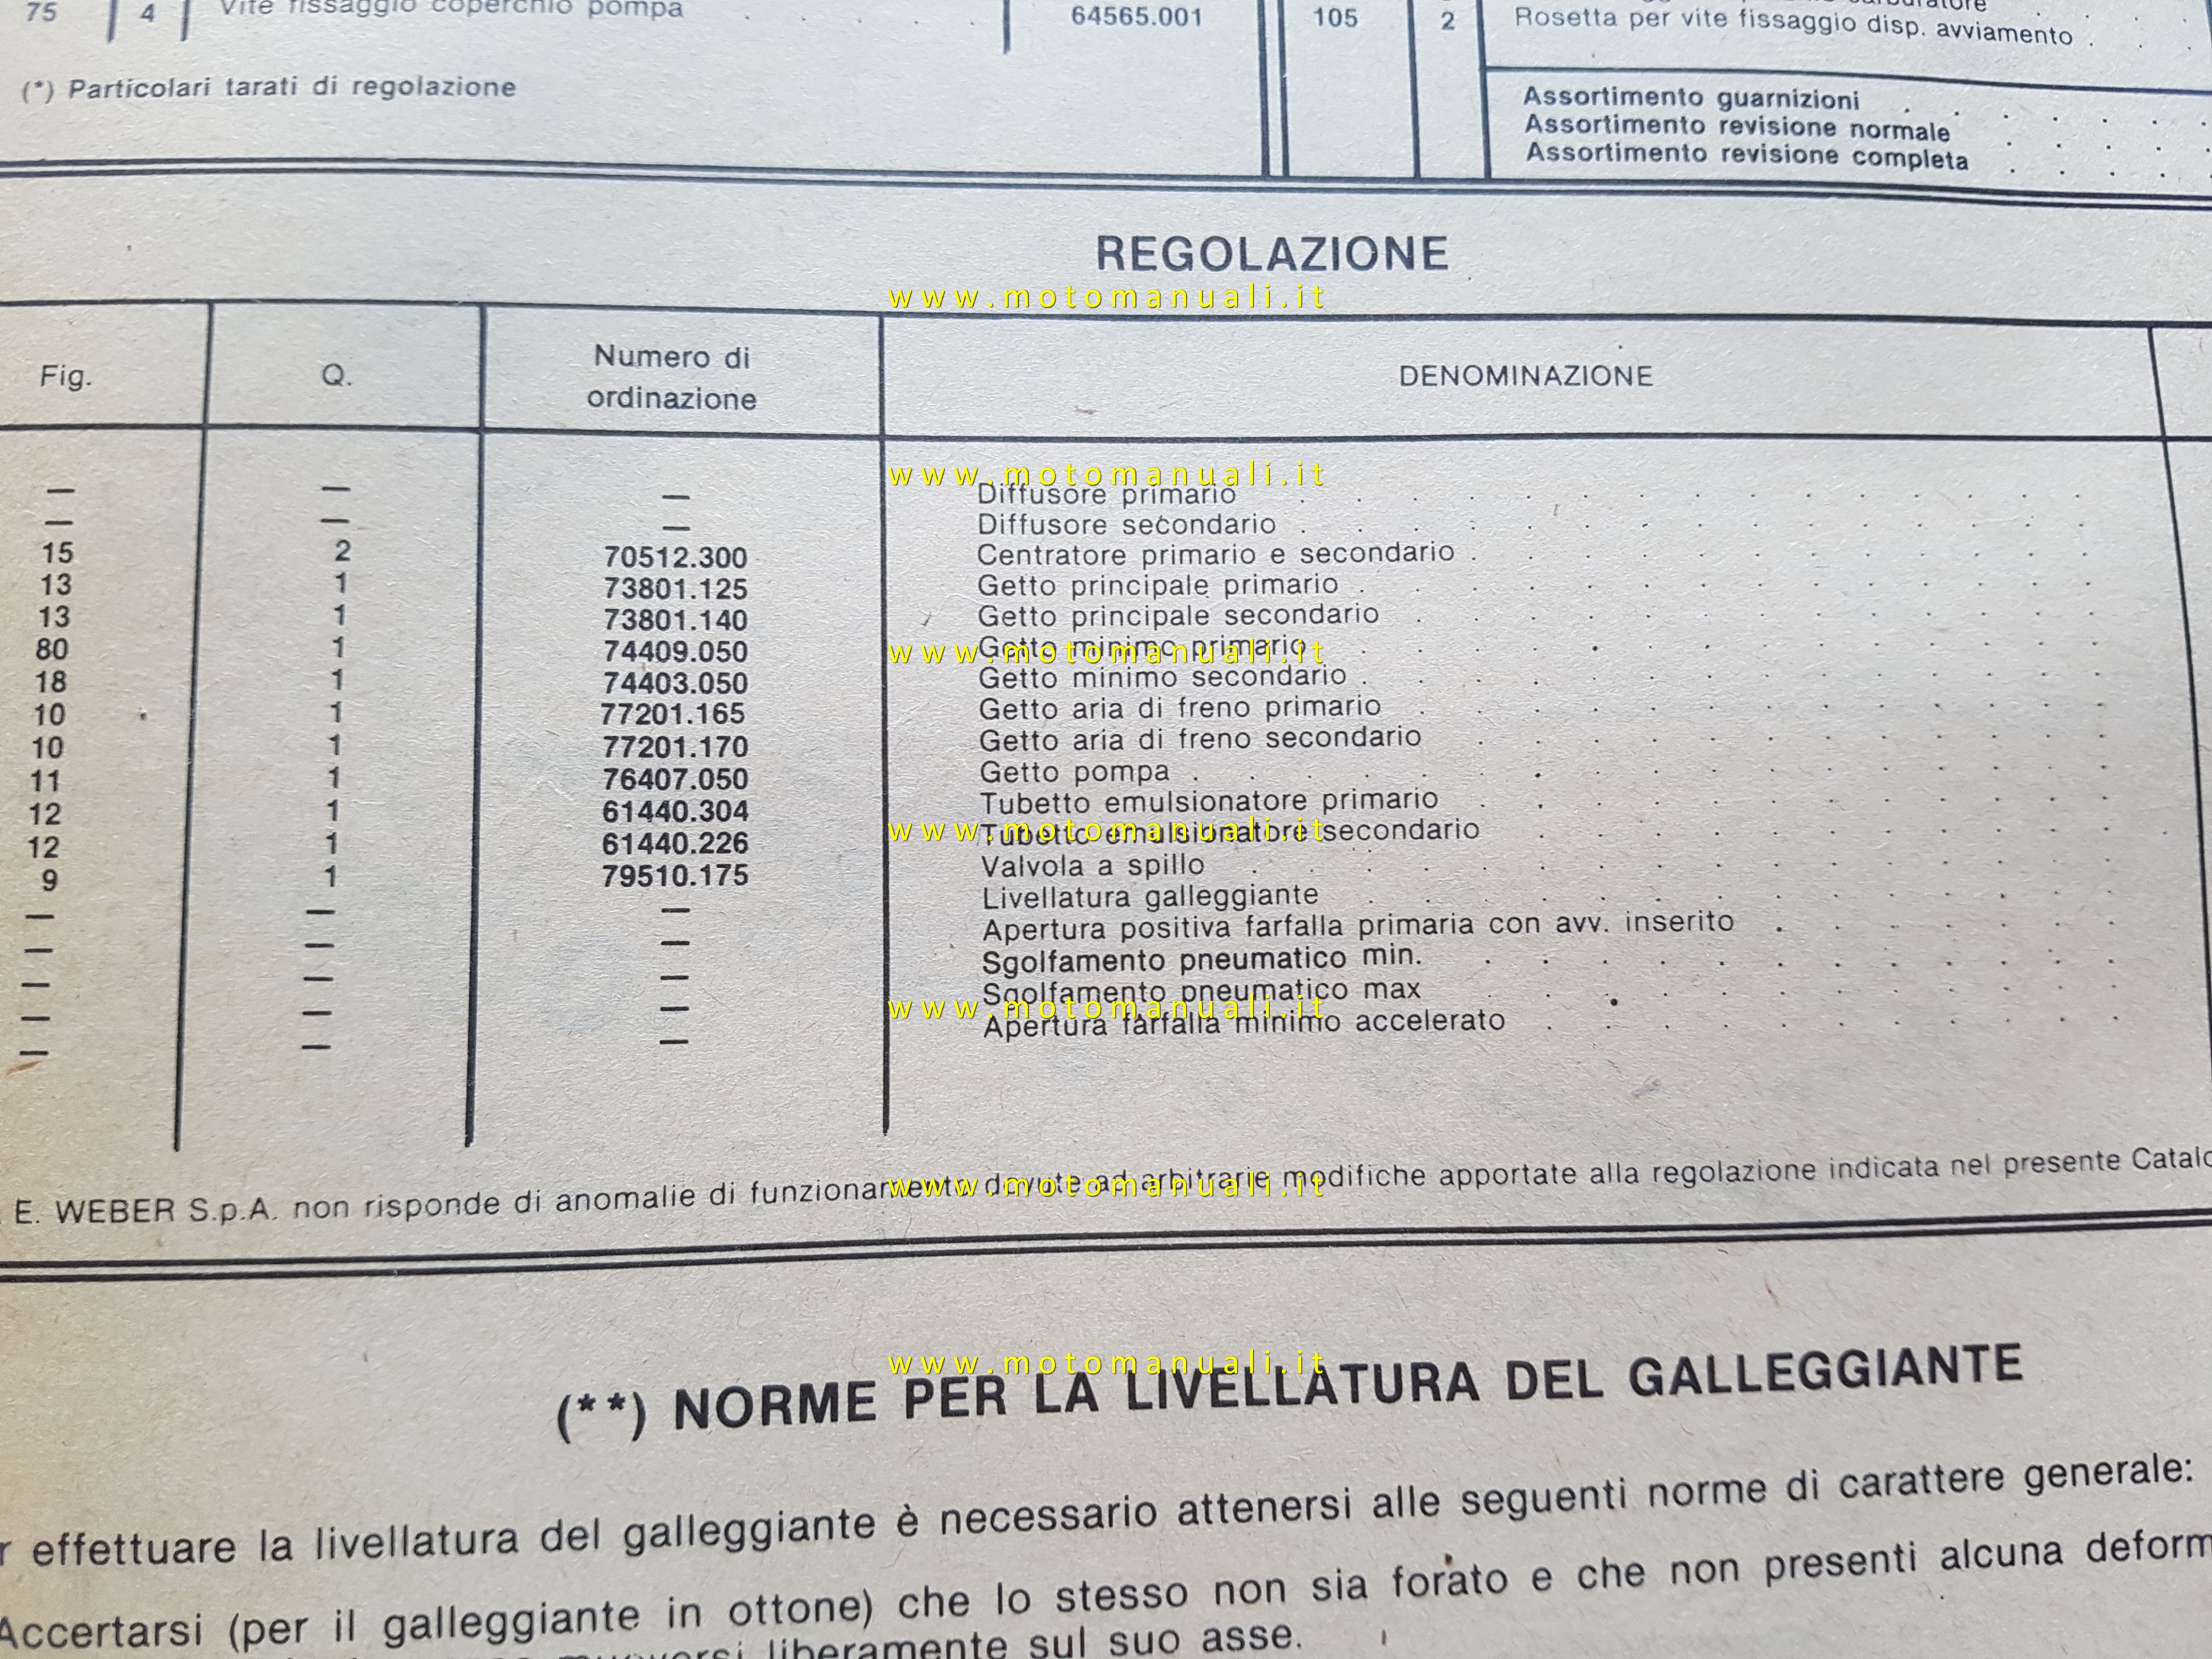 75 4 Vite fissaggio coperchio pompa . . . . . 64565.001
105 2 Rosetta per vite fissaggio disp. avviamento . . .
(*) Particolari tarati di regolazione
Assortimento guarnizioni . . . . .
Assortimento revisione normale . . . .
Assortimento revisione completa . . . .
REGOLAZIONE
www.motomanuali.it
Fig. Q. Numero di ordinazione DENOMINAZIONE
www.motomanuali.it
— — — Diffusore primario
— — — Diffusore secondario
15 2 70512.300 Centratore primario e secondario
13 1 73801.125 Getto principale primario
13 1 73801.140 Getto principale secondario
80 1 74409.050 Getto minimo primario
www.motomanuali.it
18 1 74403.050 Getto minimo secondario
10 1 77201.165 Getto aria di freno primario
10 1 77201.170 Getto aria di freno secondario
11 1 76407.050 Getto pompa
12 1 61440.304 Tubetto emulsionatore primario
12 1 61440.226 Tubetto emulsionatore secondario
www.motomanuali.it
9 1 79510.175 Valvola a spillo
— — — Livellatura galleggiante
— — — Apertura positiva farfalla primaria con avv. inserito
— — — Sgolfamento pneumatico min.
— — — Sgolfamento pneumatico max
www.motomanuali.it
— — — Apertura farfalla minimo accelerato
E. WEBER S.p.A. non risponde di anomalie di funzionamento dovute ad arbitrarie modifiche apportate alla regolazione indicata nel presente
www.motomanuali.it
www.motomanuali.it
(**) NORME PER LA LIVELLATURA DEL GALLEGGIANTE
effettuare la livellatura del galleggiante è necessario attenersi alle seguenti norme di carattere generale:
Accertarsi (per il galleggiante in ottone) che lo stesso non sia forato e che non presenti alcuna deform
liberamente sul suo asse.